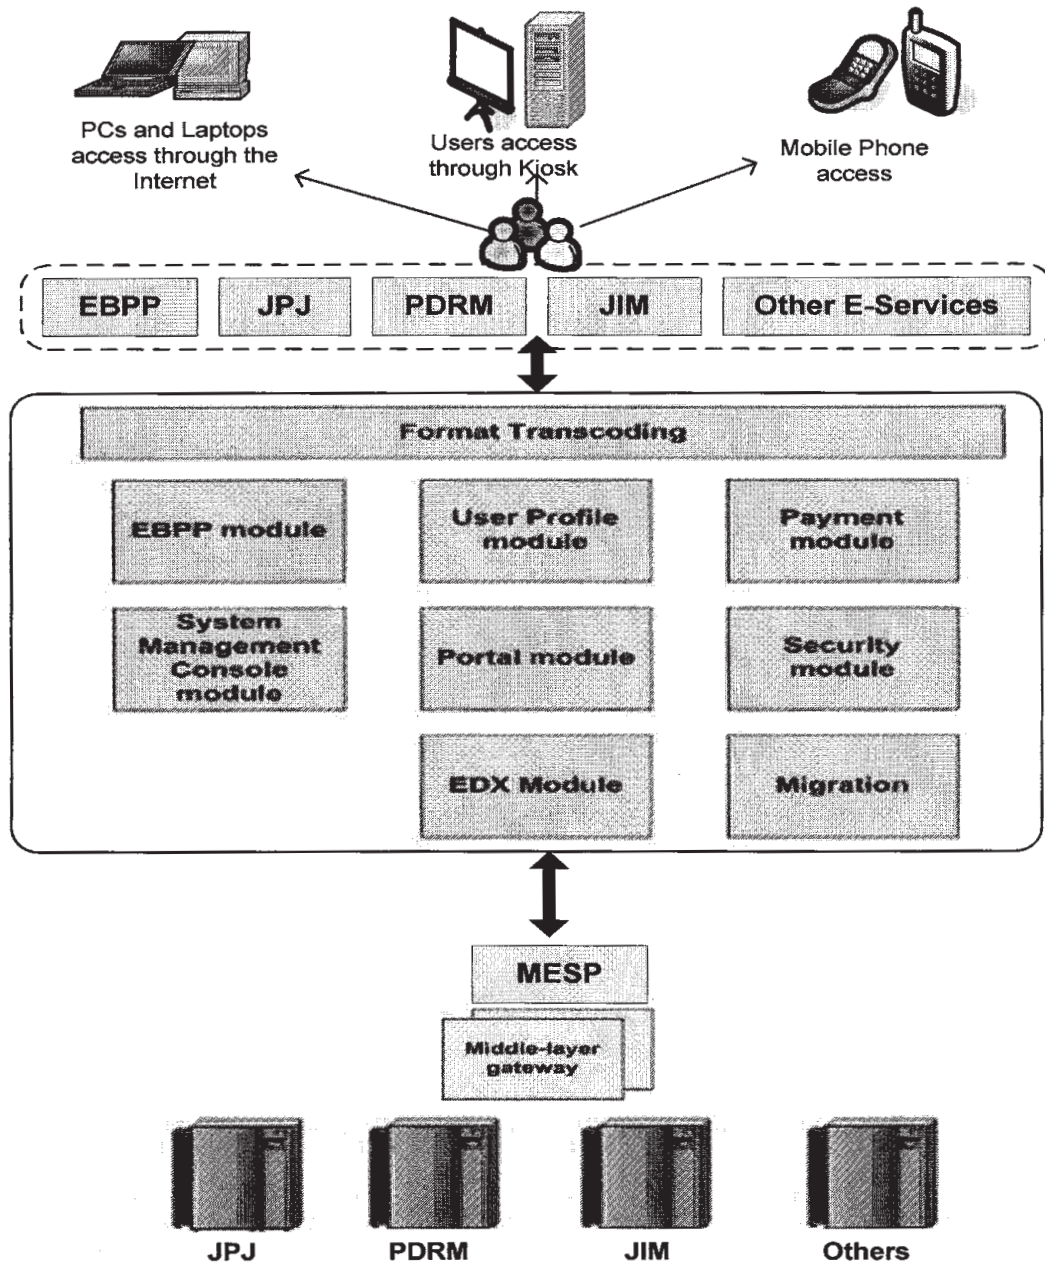 PCs and Laptops
access through the
Internet
Users access
through Kiosk
Mobile Phone
access
EBPP
JPJ
PDRM
JIM
Other E-Services
Format Transcoding
EBPP module
User Profile
module
Payment
module
System
Management
Console
module
Portal module
Security
module
EDX Module
Migration
MESP
Middle-layer
gateway
JPJ
PDRM
JIM
Others